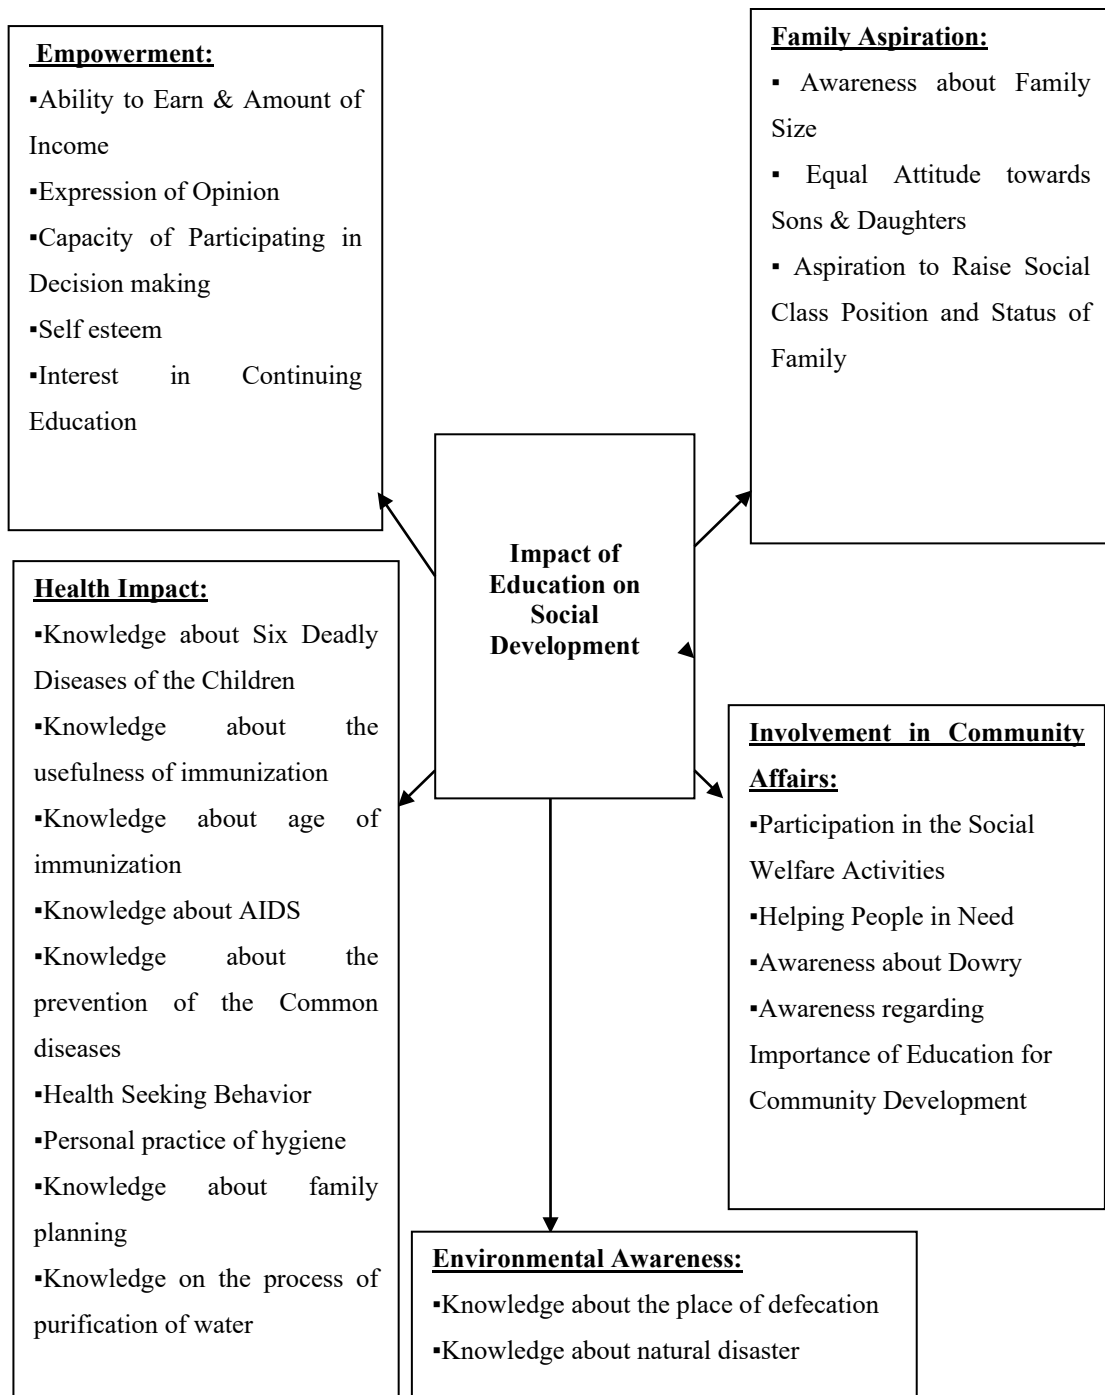 Empowerment:
▪Ability to Earn & Amount of
Income
▪Expression of Opinion
▪Capacity of Participating in
Decision making
▪Self esteem
▪Interest in Continuing
Education
Family Aspiration:
▪ Awareness about Family
Size
▪ Equal Attitude towards
Sons & Daughters
▪ Aspiration to Raise Social
Class Position and Status of
Family
Impact of
Education on
Social
Development
Health Impact:
▪Knowledge about Six Deadly
Diseases of the Children
▪Knowledge about the
usefulness of immunization
▪Knowledge about age of
immunization
▪Knowledge about AIDS
▪Knowledge about the
prevention of the Common
diseases
▪Health Seeking Behavior
▪Personal practice of hygiene
▪Knowledge about family
planning
▪Knowledge on the process of
purification of water
Involvement in Community
Affairs:
▪Participation in the Social
Welfare Activities
▪Helping People in Need
▪Awareness about Dowry
▪Awareness regarding
Importance of Education for
Community Development
Environmental Awareness:
▪Knowledge about the place of defecation
▪Knowledge about natural disaster